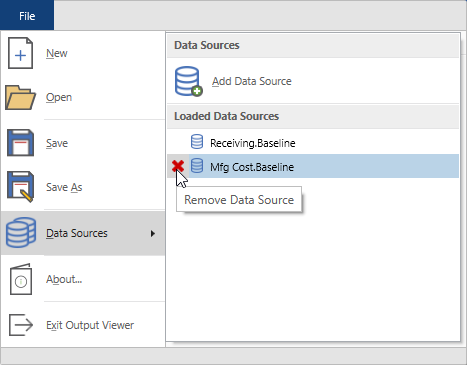 File
New
Open
Save
Save As
Data Sources
About...
Exit Output Viewer
Data Sources
Add Data Source
Loaded Data Sources
Receiving.Baseline
Mfg Cost.Baseline
Remove Data Source